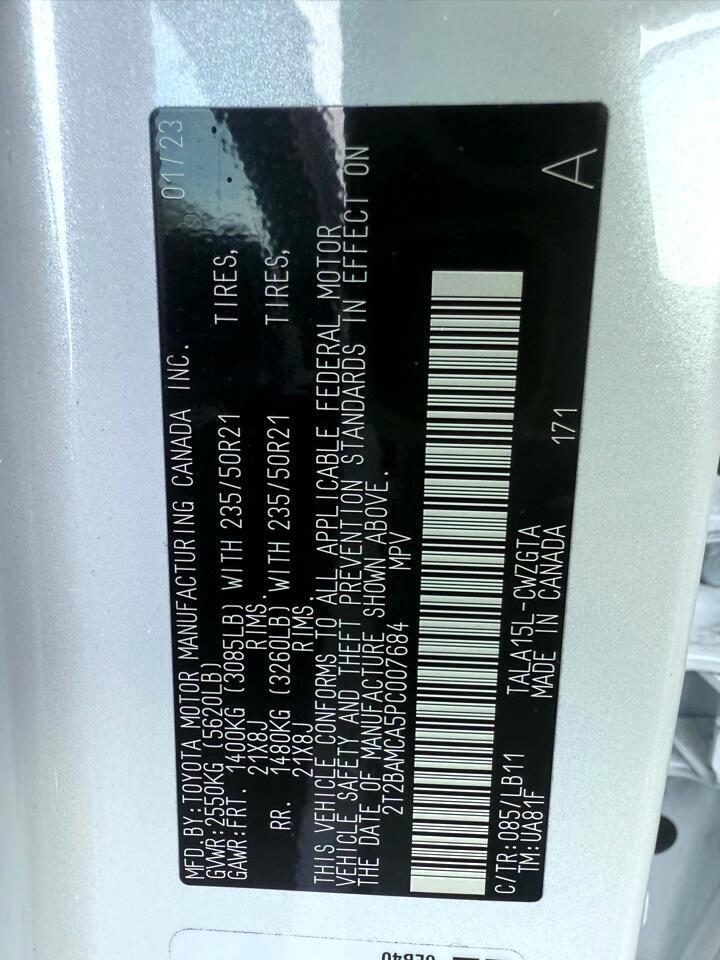 MFD. BY:TOYOTA MOTOR MANUFACTURING CANADA INC. 01/23
GVWR:2550KG (5620LB)
GAWR:FRT. 1400KG (3085LB) WITH 235/50R21 TIRES,
21X8J RIMS.
RR. 1480KG (3260LB) WITH 235/50R21 TIRES,
21X8J RIMS.
THIS VEHICLE CONFORMS TO ALL APPLICABLE FEDERAL MOTOR
VEHICLE SAFETY AND THEFT PREVENTION STANDARDS IN EFFECT ON
THE DATE OF MANUFACTURE SHOWN ABOVE.
2T2BAMCA5PC007684 MPV
A
C/TR:085/LB11 TALA15L-CWZGTA
TM:UA81F MADE IN CANADA 171